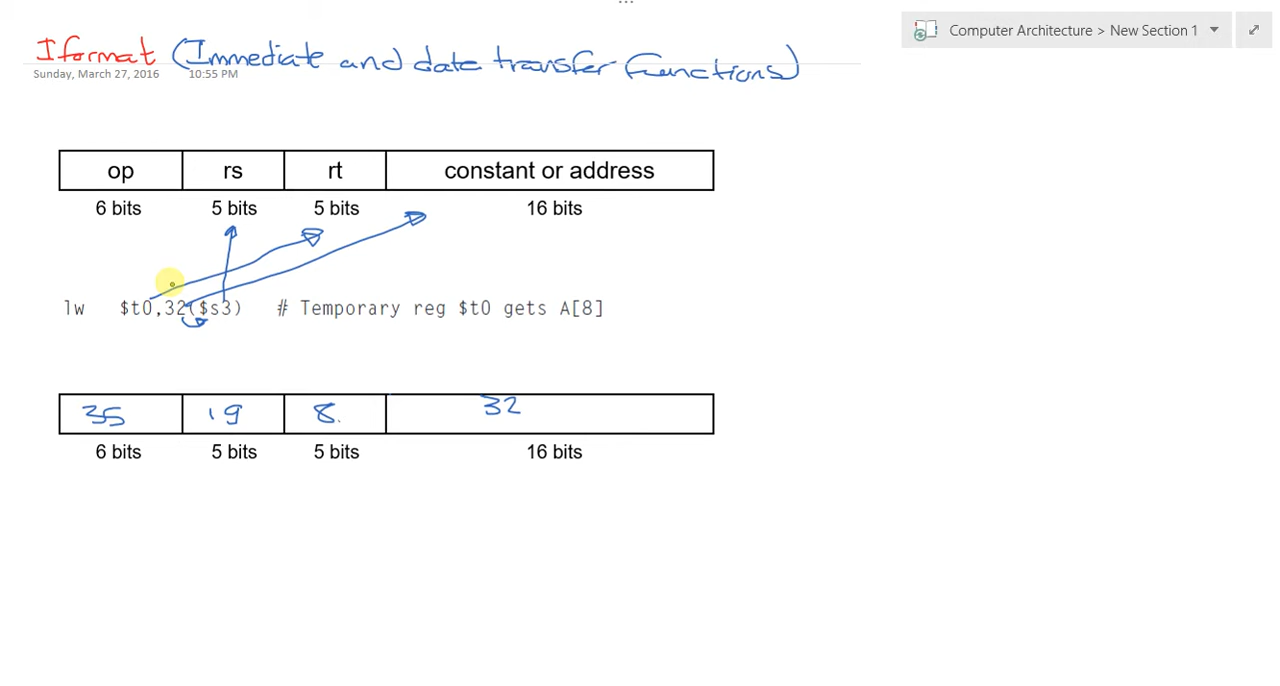 ...
Computer Architecture > New Section 1
Iformat (Immediate and data transfer functions)
Sunday, March 27, 2016 10:55 PM
op rs rt constant or address
6 bits 5 bits 5 bits 16 bits
lw $t0,32($s3) # Temporary reg $t0 gets A[8]
35 19 8. 32
6 bits 5 bits 5 bits 16 bits